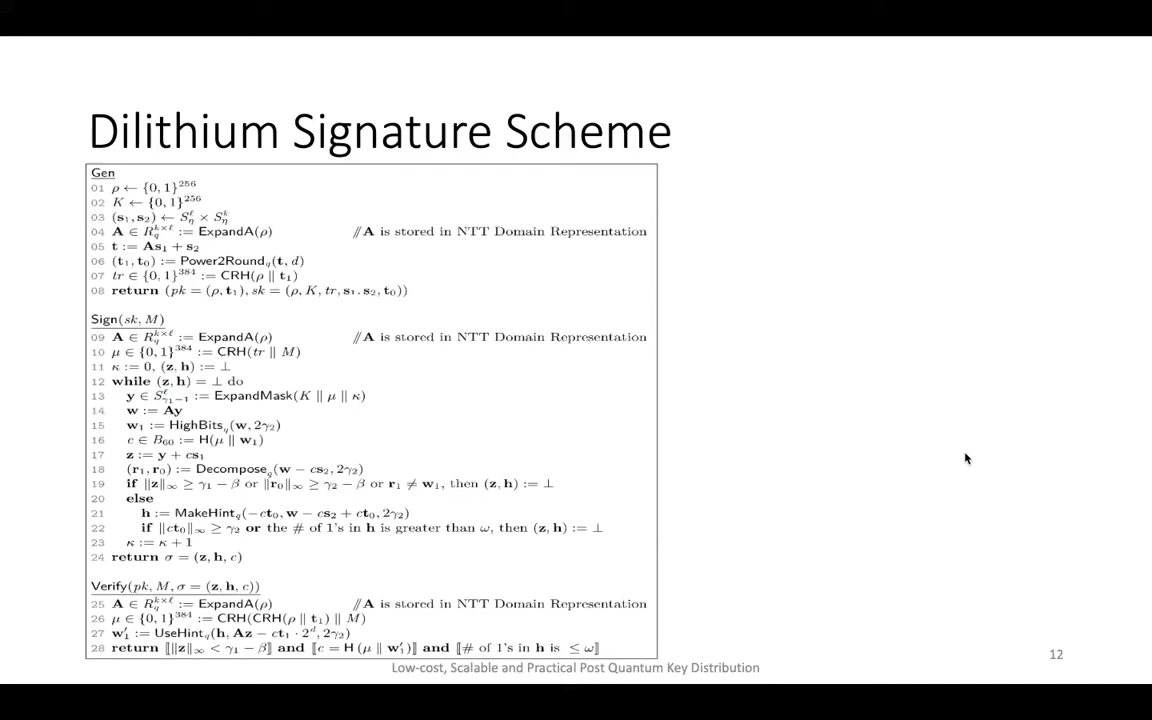 Dilithium Signature Scheme
Gen
01 ρ ← {0, 1}²⁵⁶
02 K ← {0, 1}²⁵⁶
03 (s₁, s₂) ← S_η^ℓ × S_η^k
04 A ∈ R_q^{k×ℓ} := ExpandA(ρ) // A is stored in NTT Domain Representation
05 t := As₁ + s₂
06 (t₁, t₀) := Power2Round_q(t, d)
07 tr ∈ {0, 1}³⁸⁴ := CRH(ρ ∥ t₁)
08 return (pk = (ρ, t₁), sk = (ρ, K, tr, s₁. s₂, t₀))
Sign(sk, M)
09 A ∈ R_q^{k×ℓ} := ExpandA(ρ) // A is stored in NTT Domain Representation
10 μ ∈ {0, 1}³⁸⁴ := CRH(tr ∥ M)
11 κ := 0, (z, h) := ⊥
12 while (z, h) = ⊥ do
13 y ∈ S_{γ₁−1}^ℓ := ExpandMask(K ∥ μ ∥ κ)
14 w := Ay
15 w₁ := HighBits_q(w, 2γ₂)
16 c ∈ B₆₀ := H(μ ∥ w₁)
17 z := y + cs₁
18 (r₁, r₀) := Decompose_q(w − cs₂, 2γ₂)
19 if ∥z∥_∞ ≥ γ₁ − β or ∥r₀∥_∞ ≥ γ₂ − β or r₁ ≠ w₁, then (z, h) := ⊥
20 else
21 h := MakeHint_q(−ct₀, w − cs₂ + ct₀, 2γ₂)
22 if ∥ct₀∥_∞ ≥ γ₂ or the # of 1's in h is greater than ω, then (z, h) := ⊥
23 κ := κ + 1
24 return σ = (z, h, c)
Verify(pk, M, σ = (z, h, c))
25 A ∈ R_q^{k×ℓ} := ExpandA(ρ) // A is stored in NTT Domain Representation
26 μ ∈ {0, 1}³⁸⁴ := CRH(CRH(ρ ∥ t₁) ∥ M)
27 w₁′ := UseHint_q(h, Az − ct₁ · 2^d, 2γ₂)
28 return ⟦∥z∥_∞ < γ₁ − β⟧ and ⟦c = H (μ ∥ w₁′)⟧ and ⟦# of 1's in h is ≤ ω⟧
Low-cost, Scalable and Practical Post Quantum Key Distribution
12